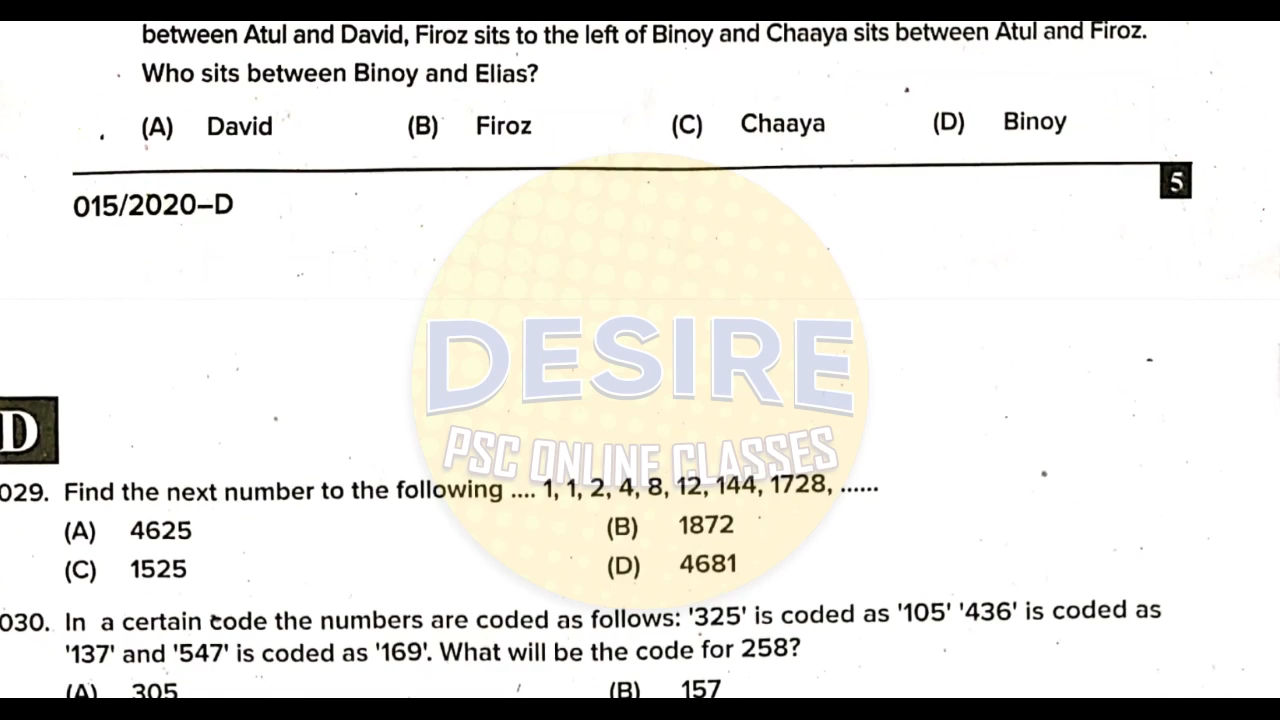 between Atul and David, Firoz sits to the left of Binoy and Chaaya sits between Atul and Firoz.
Who sits between Binoy and Elias?
(A) David (B) Firoz (C) Chaaya (D) Binoy
5
015/2020–D
DESIRE
PSC ONLINE CLASSES
D
029. Find the next number to the following .... 1, 1, 2, 4, 8, 12, 144, 1728, ......
(A) 4625 (B) 1872
(C) 1525 (D) 4681
030. In a certain code the numbers are coded as follows: '325' is coded as '105' '436' is coded as
'137' and '547' is coded as '169'. What will be the code for 258?
(A) 305 (B) 157